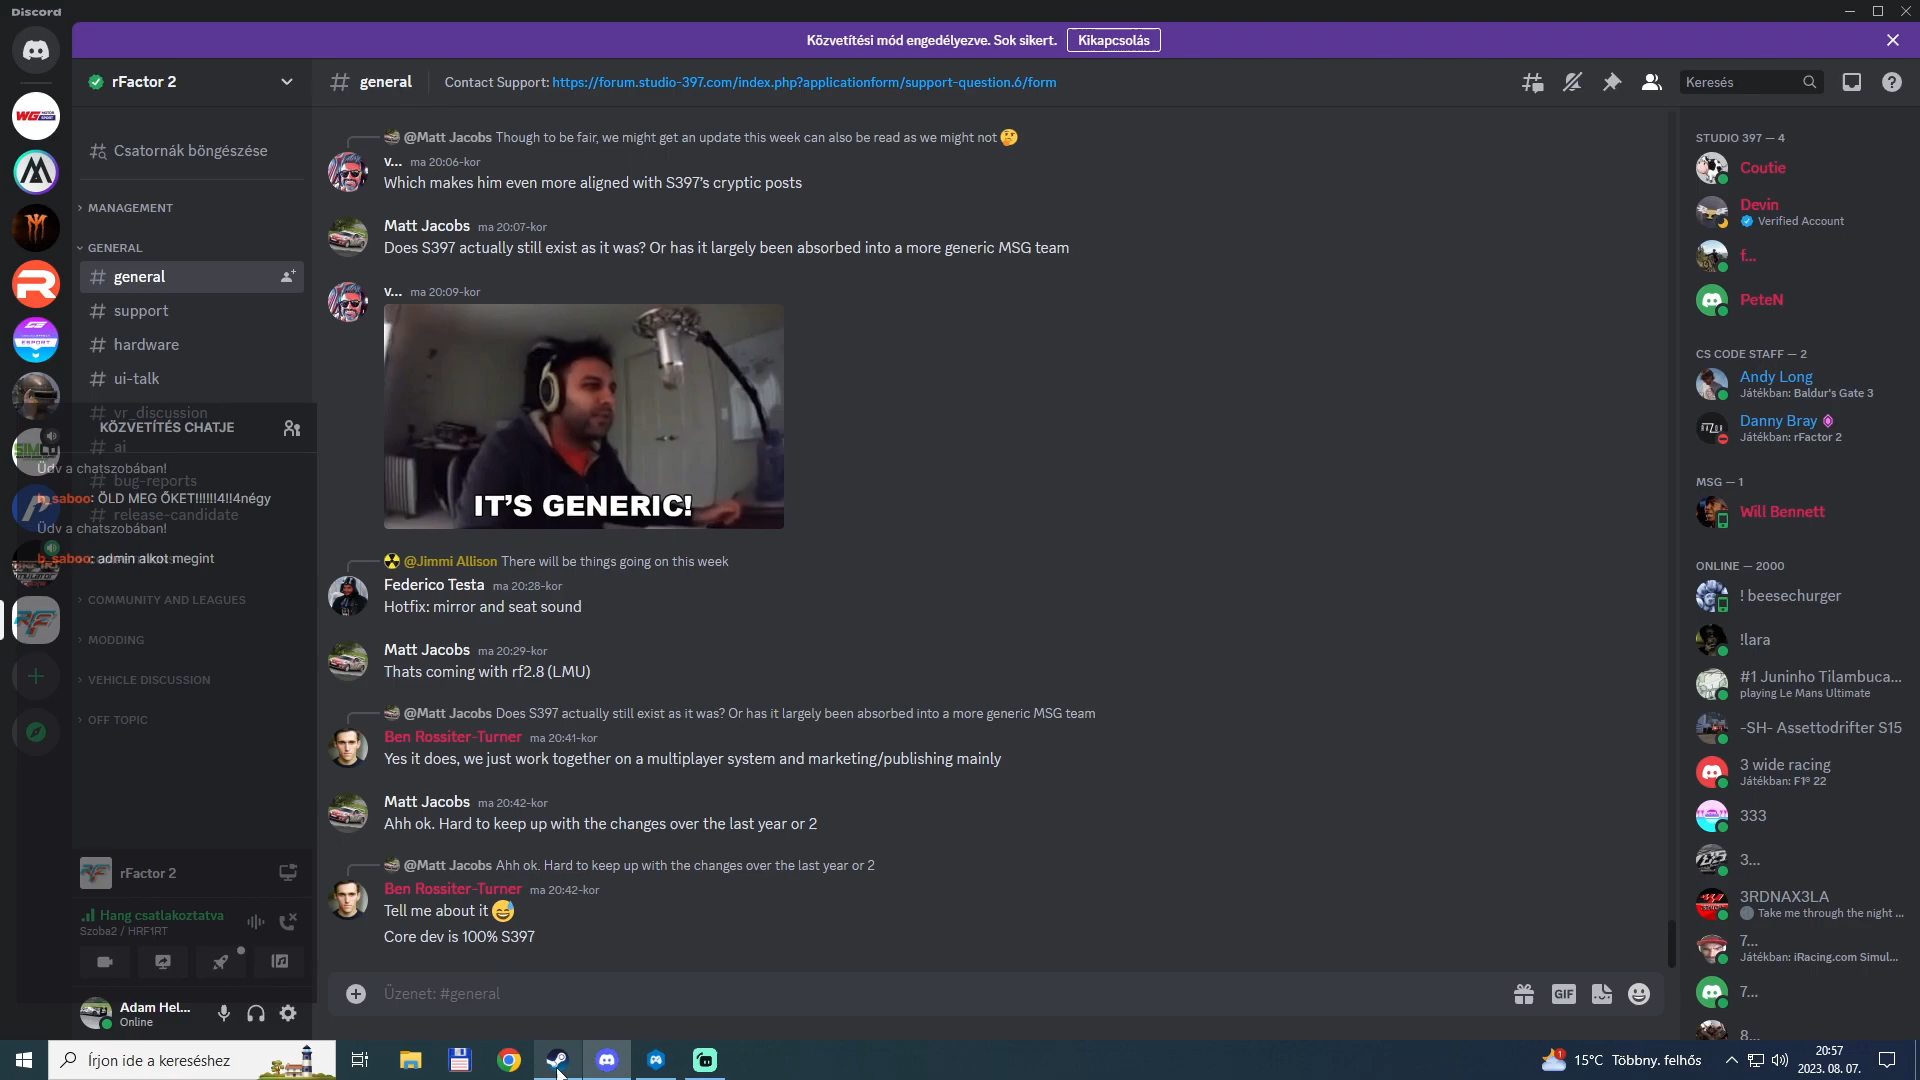 Discord
Közvetítési mód engedélyezve. Sok sikert. Kikapcsolás
rFactor 2
general
Contact Support: https://forum.studio-397.com/index.php?applicationform/support-question.6/form
Keresés
Csatornák böngészése
MANAGEMENT
GENERAL
general
support
hardware
ui-talk
vr_discussion
KÖZVETÍTÉS CHATJE
ai
Üdv a chatszobában!
bug-reports
b_saboo: ÖLD MEG ŐKET!!!!!!4!!4négy
release-candidate
Üdv a chatszobában!
b_saboo: admin alkot megint
COMMUNITY AND LEAGUES
MODDING
VEHICLE DISCUSSION
OFF TOPIC
rFactor 2
Hang csatlakoztatva
Szoba2 / HRF1RT
Adam Hel...
Online
@Matt Jacobs Though to be fair, we might get an update this week can also be read as we might not
v... ma 20:06-kor
Which makes him even more aligned with S397's cryptic posts
Matt Jacobs ma 20:07-kor
Does S397 actually still exist as it was? Or has it largely been absorbed into a more generic MSG team
v... ma 20:09-kor
IT'S GENERIC!
@Jimmi Allison There will be things going on this week
Federico Testa ma 20:28-kor
Hotfix: mirror and seat sound
Matt Jacobs ma 20:29-kor
Thats coming with rf2.8 (LMU)
@Matt Jacobs Does S397 actually still exist as it was? Or has it largely been absorbed into a more generic MSG team
Ben Rossiter-Turner ma 20:41-kor
Yes it does, we just work together on a multiplayer system and marketing/publishing mainly
Matt Jacobs ma 20:42-kor
Ahh ok. Hard to keep up with the changes over the last year or 2
@Matt Jacobs Ahh ok. Hard to keep up with the changes over the last year or 2
Ben Rossiter-Turner ma 20:42-kor
Tell me about it
Core dev is 100% S397
Üzenet: #general
GIF
STUDIO 397 — 4
Coutie
Devin
Verified Account
f...
PeteN
CS CODE STAFF — 2
Andy Long
Játékban: Baldur's Gate 3
Danny Bray
Játékban: rFactor 2
MSG — 1
Will Bennett
ONLINE — 2000
! beesechurger
!lara
#1 Juninho Tilambuca...
playing Le Mans Ultimate
-SH- Assettodrifter S15
3 wide racing
Játékban: F1® 22
333
3...
3RDNAX3LA
Take me through the night ...
7...
Játékban: iRacing.com Simul...
7...
8...
Írjon ide a kereséshez
1
15°C Többny. felhős
20:57
2023. 08. 07.